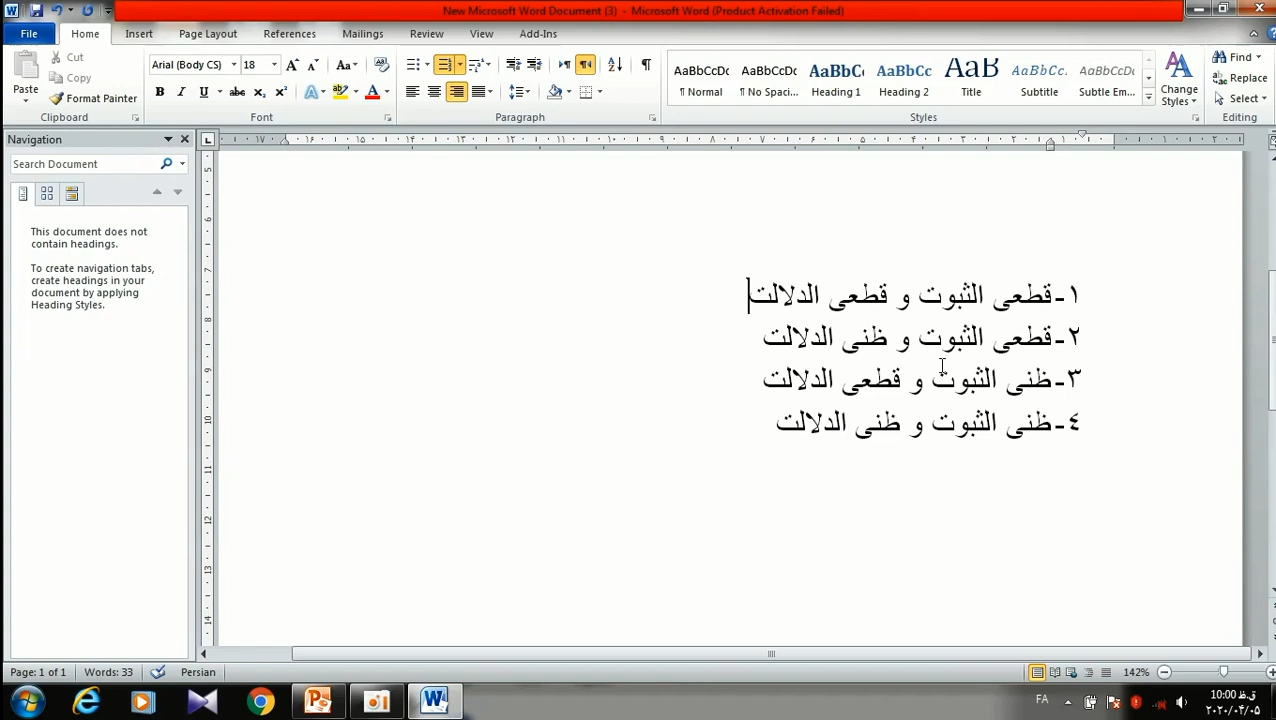 New Microsoft Word Document (3) - Microsoft Word (Product Activation Failed)
File Home Insert Page Layout References Mailings Review View Add-Ins
Cut
Copy
Paste
Format Painter
Clipboard
Arial (Body CS) 18
Font
Paragraph
AaBbCcDc AaBbCcDc AaBbCc AaBbCc AaB AaBbCc. AaBbCcDc
¶ Normal ¶ No Spaci... Heading 1 Heading 2 Title Subtitle Subtle Em...
Change
Styles
Styles
Find
Replace
Select
Editing
Navigation
Search Document
This document does not
contain headings.
To create navigation tabs,
create headings in your
document by applying
Heading Styles.
١- قطعی الثبوت و قطعی الدلالت
٢- قطعی الثبوت و ظنی الدلالت
٣- ظنی الثبوت و قطعی الدلالت
٤- ظنی الثبوت و ظنی الدلالت
Page: 1 of 1 Words: 33 Persian
142%
FA
10:00 ق.ظ
۲۰۲۰/۰۴/۰۵